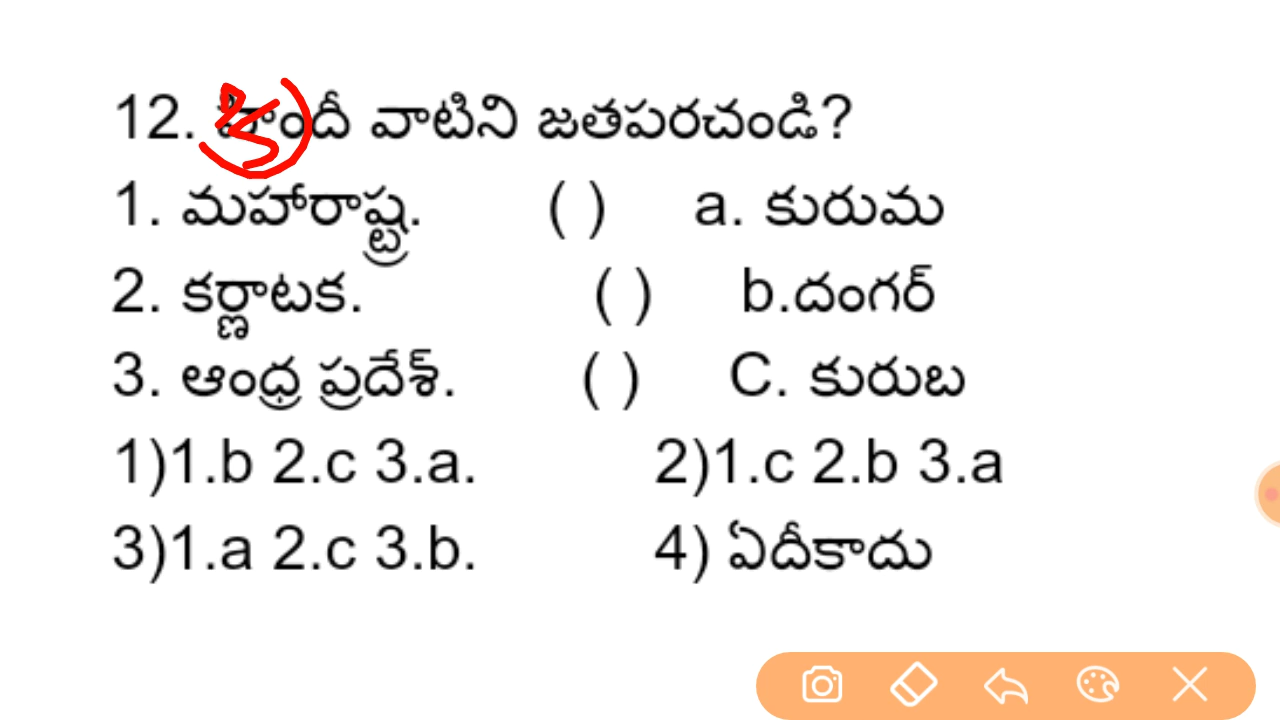 12. హిందీ వాటిని జతపరచండి?
1. మహారాష్ట్ర. ( ) a. కురుమ
2. కర్ణాటక. ( ) b.దంగర్
3. ఆంధ్ర ప్రదేశ్. ( ) C. కురుబ
1)1.b 2.c 3.a. 2)1.c 2.b 3.a
3)1.a 2.c 3.b. 4) ఏదీకాదు